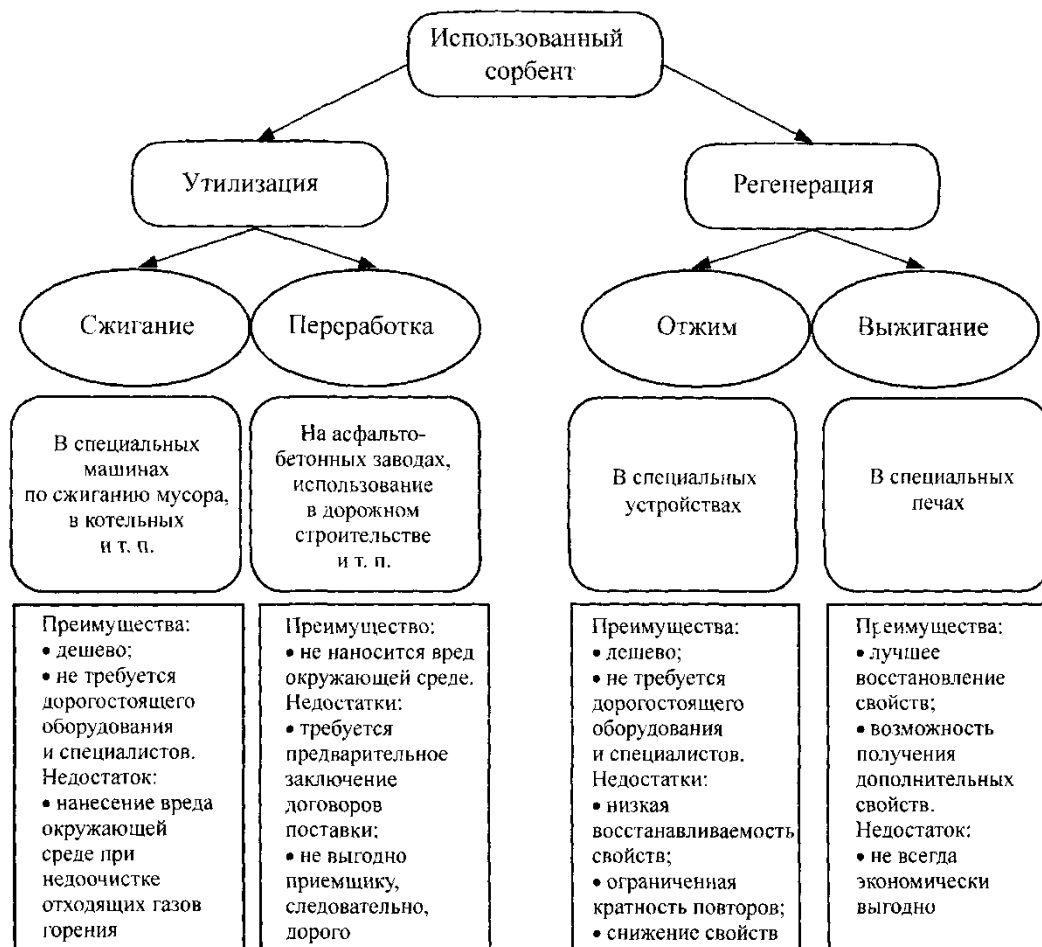 Использованный
сорбент
Утилизация
Регенерация
Сжигание
Переработка
Отжим
Выжигание
В специальных
машинах
по сжиганию мусора,
в котельных
и т. п.
На асфальто-
бетонных заводах,
использование
в дорожном
строительстве
и т. п.
В специальных
устройствах
В специальных
печах
Преимущества:
• дешево;
• не требуется
дорогостоящего
оборудования
и специалистов.
Недостаток:
• нанесение вреда
окружающей
среде при
недоочистке
отходящих газов
горения
Преимущество:
• не наносится вред
окружающей среде.
Недостатки:
• требуется
предварительное
заключение
договоров
поставки;
• не выгодно
приемщику,
следовательно,
дорого
Преимущества:
• дешево;
• не требуется
дорогостоящего
оборудования
и специалистов.
Недостатки:
• низкая
восстанавливаемость
свойств;
• ограниченная
кратность повторов;
• снижение свойств
Преимущества:
• лучшее
восстановление
свойств;
• возможность
получения
дополнительных
свойств.
Недостаток:
• не всегда
экономически
выгодно